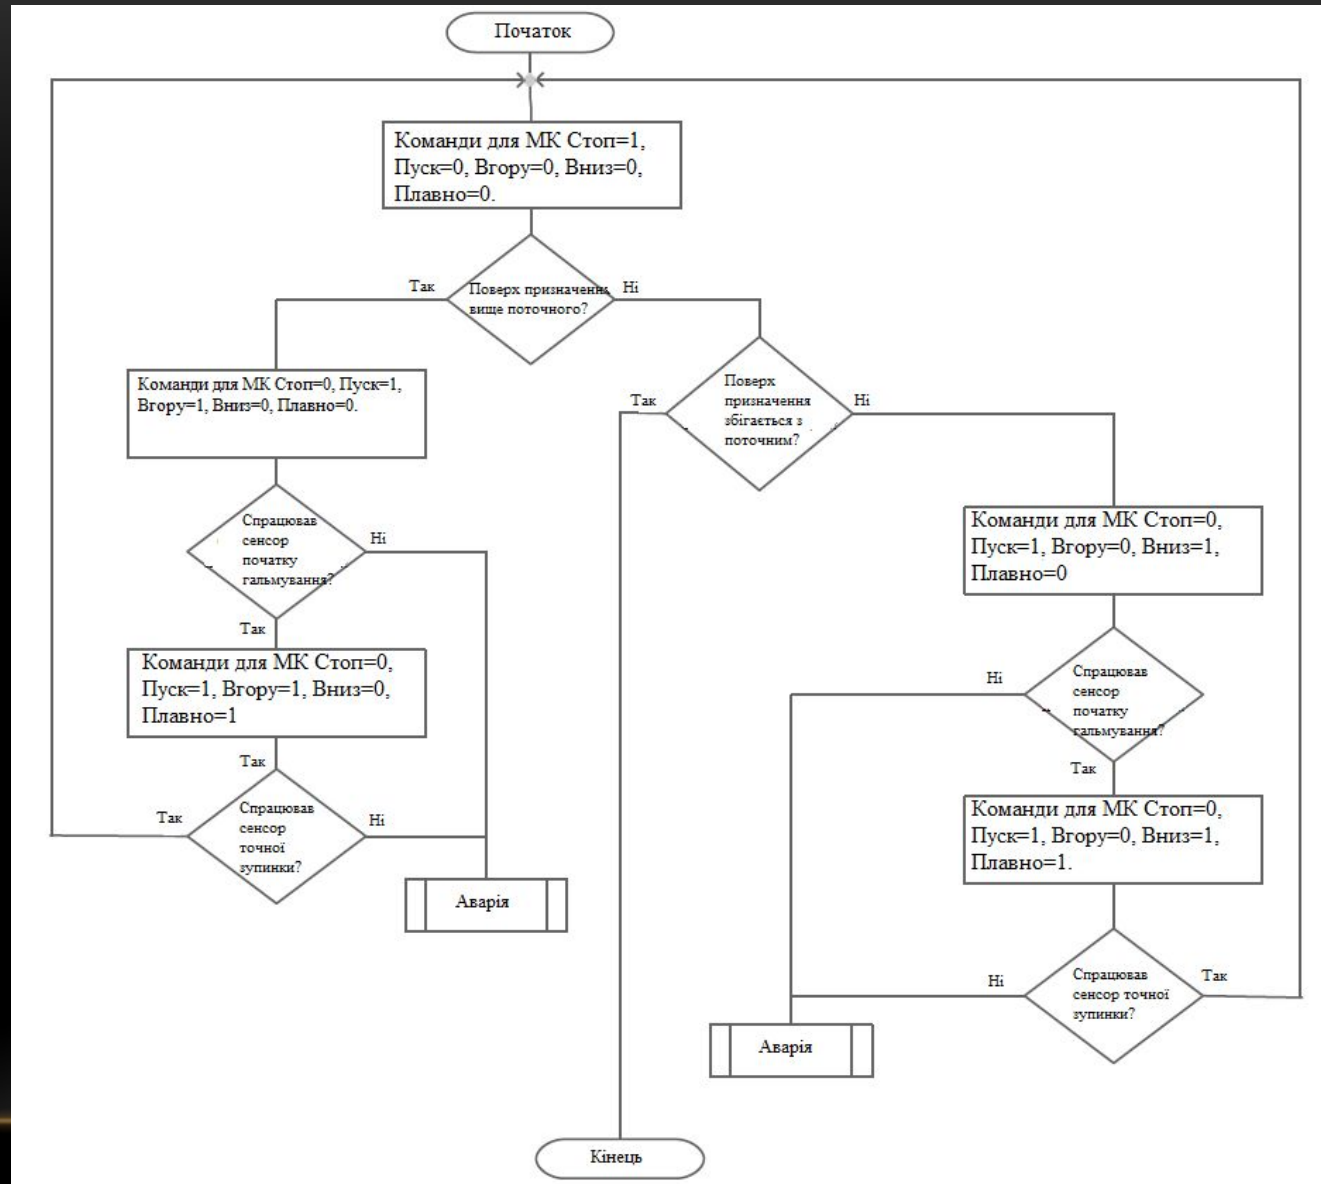 Початок
Команди для МК Стоп=1,
Пуск=0, Вгору=0, Вниз=0,
Плавно=0.
Так
Поверх призначення
вище поточного?
Ні
Команди для МК Стоп=0, Пуск=1,
Вгору=1, Вниз=0, Плавно=0.
Так
Поверх
призначення
збігається з
поточним?
Ні
Спрацював
сенсор
початку
гальмування?
Ні
Так
Команди для МК Стоп=0,
Пуск=1, Вгору=0, Вниз=1,
Плавно=0
Команди для МК Стоп=0,
Пуск=1, Вгору=1, Вниз=0,
Плавно=1
Ні
Спрацював
сенсор
початку
гальмування?
Так
Так
Так
Спрацював
сенсор
точної
зупинки?
Ні
Команди для МК Стоп=0,
Пуск=1, Вгору=0, Вниз=1,
Плавно=1.
Аварія
Ні
Спрацював
сенсор точної
зупинки?
Так
Аварія
Кінець